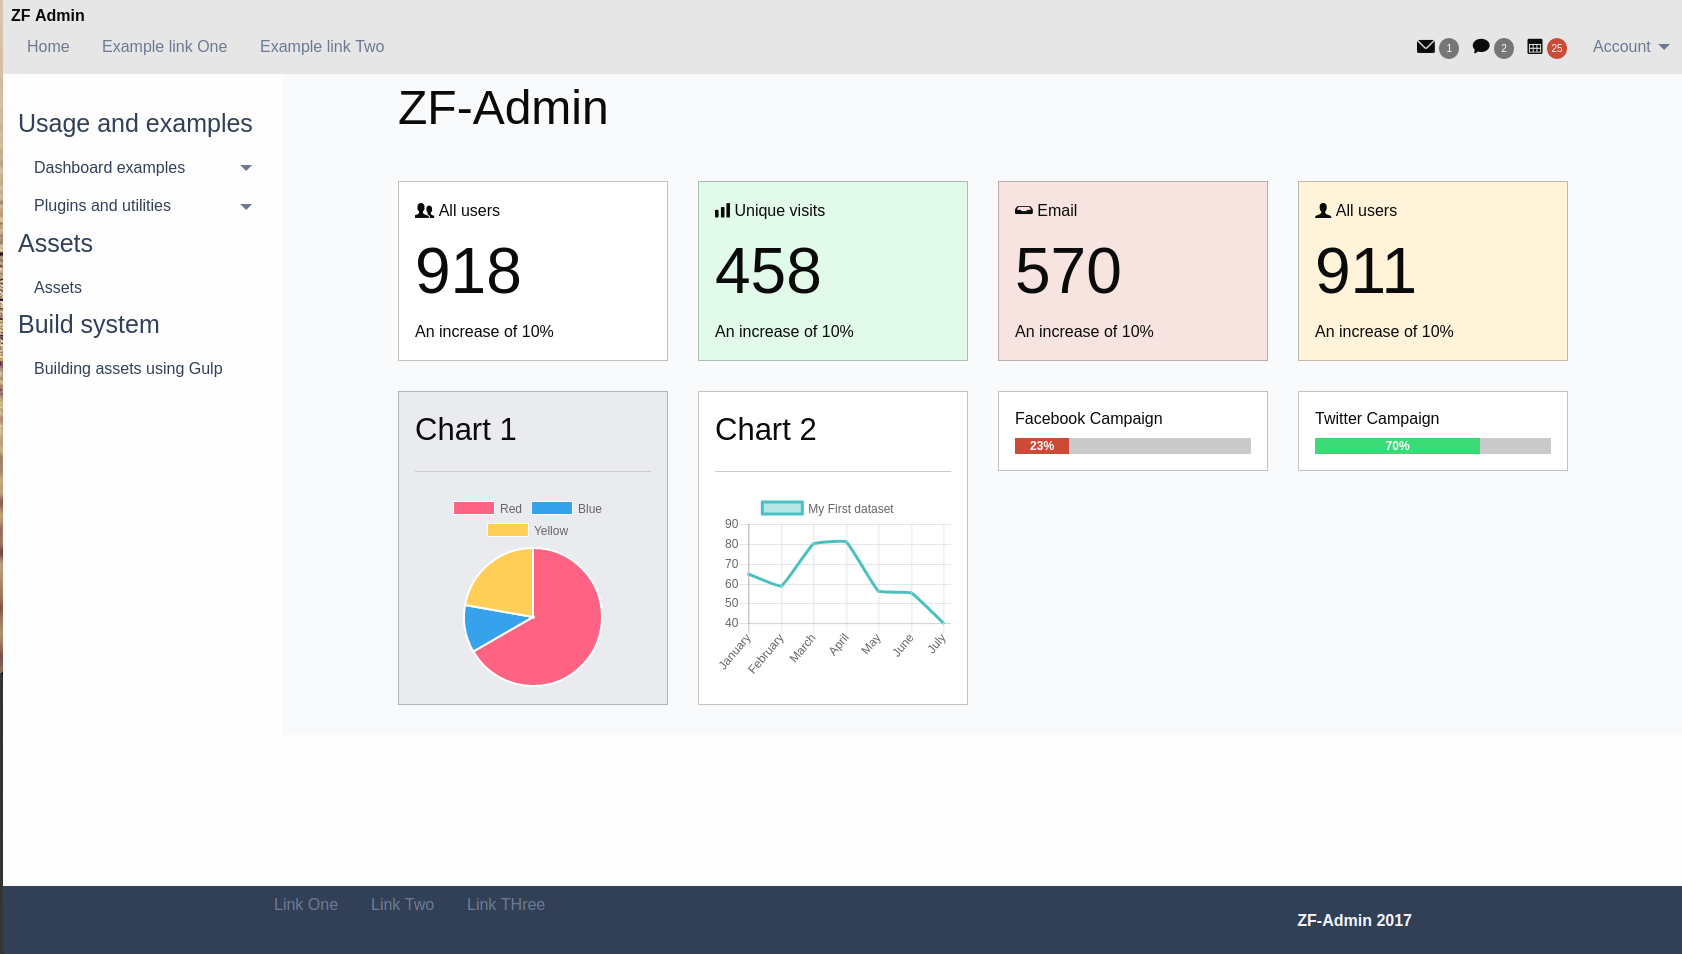 ZF Admin
Home Example link One Example link Two 1 2 25 Account
Usage and examples
Dashboard examples
Plugins and utilities
Assets
Assets
Build system
Building assets using Gulp
ZF-Admin
All users
918
An increase of 10%
Unique visits
458
An increase of 10%
Email
570
An increase of 10%
All users
911
An increase of 10%
Chart 1
Red Blue
Yellow
Chart 2
My First dataset
90
80
70
60
50
40
January February March April May June July
Facebook Campaign
23%
Twitter Campaign
70%
Link One Link Two Link THree
ZF-Admin 2017